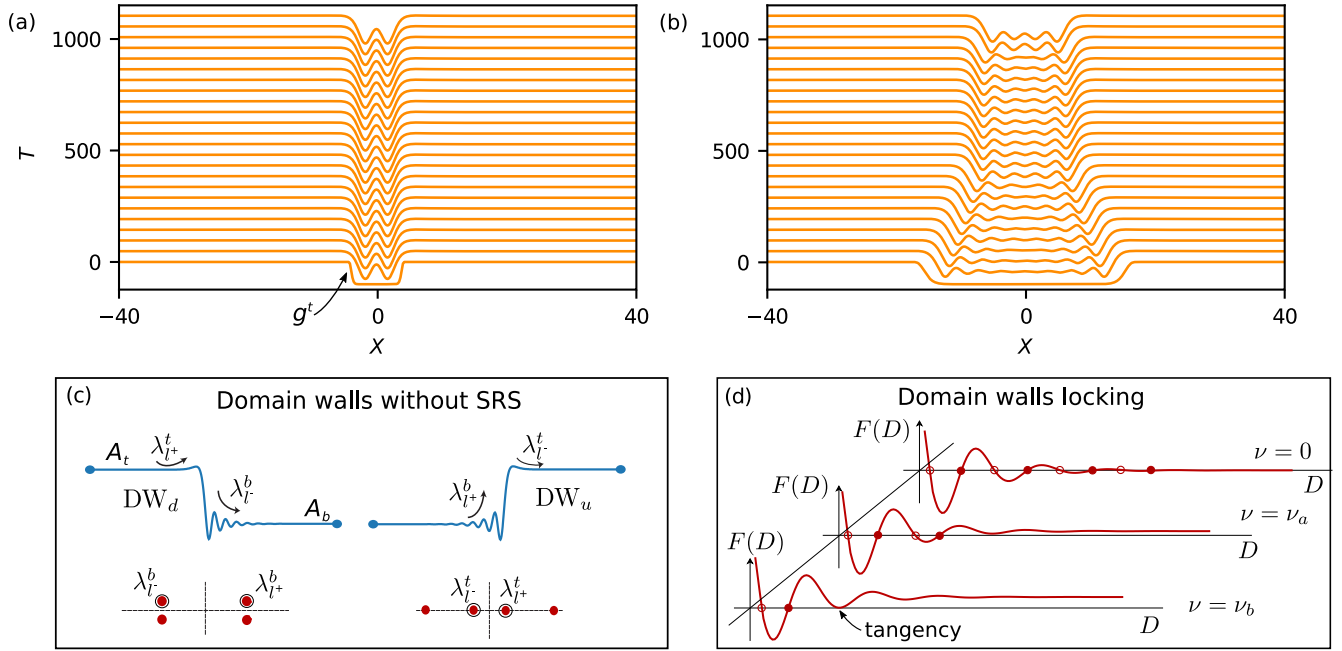 (a)
1000
500
0
T
g^t
−40
0
40
X
(b)
1000
500
0
−40
0
40
X
(c)
Domain walls without SRS
A_t
λ^t_{l^+}
DW_d
λ^b_{l^-}
A_b
λ^b_{l^+}
λ^t_{l^-}
DW_u
λ^b_{l^-}
λ^b_{l^+}
λ^t_{l^-}
λ^t_{l^+}
(d)
Domain walls locking
F(D)
ν = 0
D
F(D)
ν = ν_a
D
F(D)
ν = ν_b
D
tangency